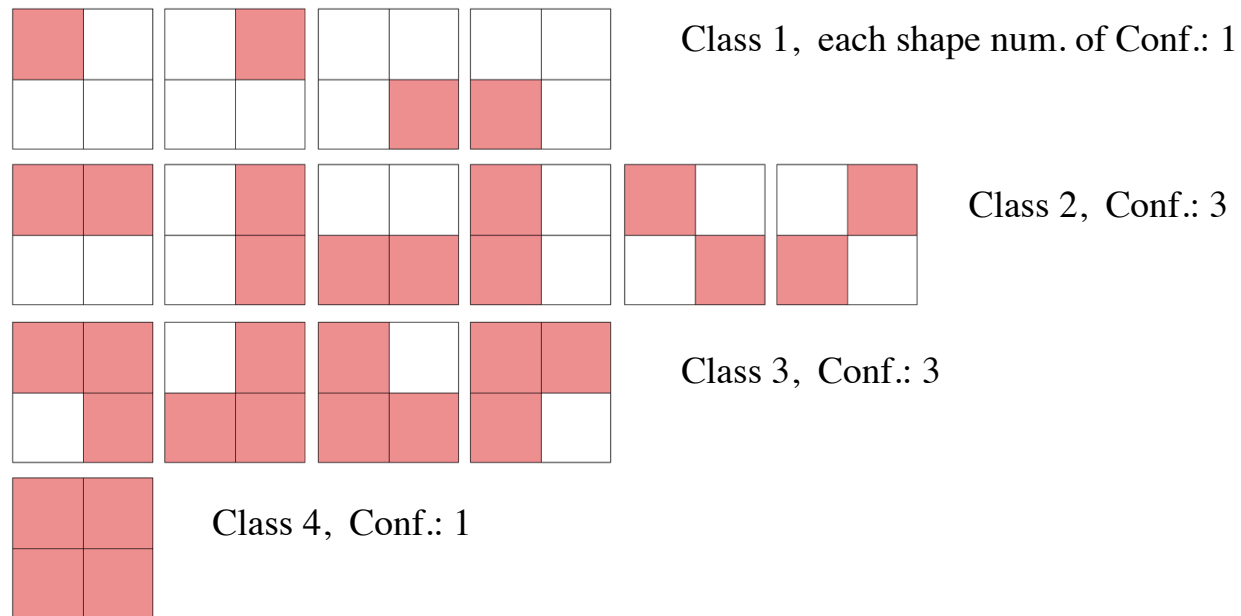 Class 1, each shape num. of Conf.: 1
Class 2, Conf.: 3
Class 3, Conf.: 3
Class 4, Conf.: 1